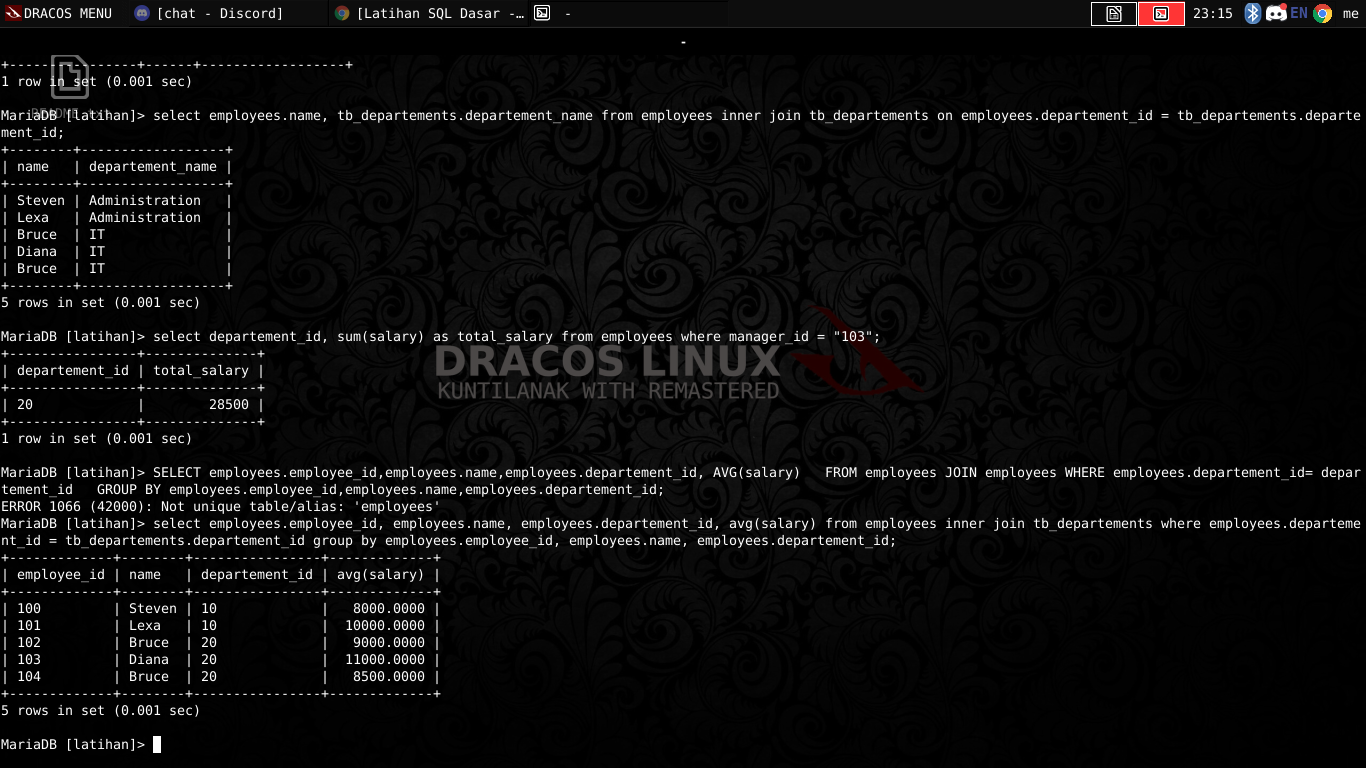 DRACOS MENU [chat - Discord] [Latihan SQL Dasar -… - 23:15 EN me
-
+------+---------+------+------------------+
1 row in set (0.001 sec)
MariaDB [latihan]> select employees.name, tb_departements.departement_name from employees inner join tb_departements on employees.departement_id = tb_departements.departe
ment_id;
+--------+------------------+
| name   | departement_name |
+--------+------------------+
| Steven | Administration   |
| Lexa   | Administration   |
| Bruce  | IT               |
| Diana  | IT               |
| Bruce  | IT               |
+--------+------------------+
5 rows in set (0.001 sec)
MariaDB [latihan]> select departement_id, sum(salary) as total_salary from employees where manager_id = "103";
+----------------+--------------+
| departement_id | total_salary |
+----------------+--------------+
| 20             |        28500 |
+----------------+--------------+
1 row in set (0.001 sec)
DRACOS LINUX
KUNTILANAK WITH REMASTERED
MariaDB [latihan]> SELECT employees.employee_id,employees.name,employees.departement_id, AVG(salary)   FROM employees JOIN employees WHERE employees.departement_id= depar
tement_id   GROUP BY employees.employee_id,employees.name,employees.departement_id;
ERROR 1066 (42000): Not unique table/alias: 'employees'
MariaDB [latihan]> select employees.employee_id, employees.name, employees.departement_id, avg(salary) from employees inner join tb_departements where employees.departeme
nt_id = tb_departements.departement_id group by employees.employee_id, employees.name, employees.departement_id;
+-------------+--------+----------------+-------------+
| employee_id | name   | departement_id | avg(salary) |
+-------------+--------+----------------+-------------+
| 100         | Steven | 10             |   8000.0000 |
| 101         | Lexa   | 10             |  10000.0000 |
| 102         | Bruce  | 20             |   9000.0000 |
| 103         | Diana  | 20             |  11000.0000 |
| 104         | Bruce  | 20             |   8500.0000 |
+-------------+--------+----------------+-------------+
5 rows in set (0.001 sec)
MariaDB [latihan]>